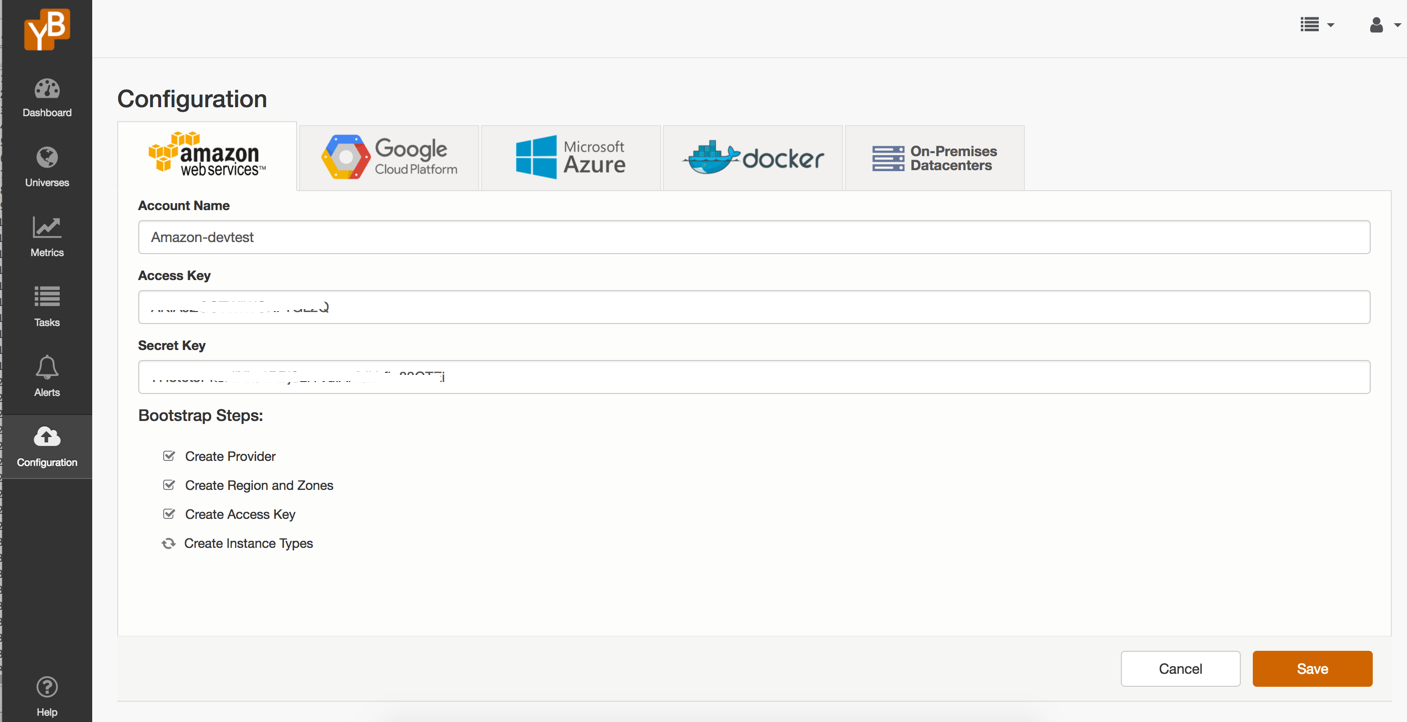 YB
Dashboard
Universes
Metrics
Tasks
Alerts
Configuration
Help
Configuration
amazon
web services™
Google
Cloud Platform
Microsoft
Azure
docker
On-Premises
Datacenters
Account Name
Amazon-devtest
Access Key
Secret Key
Bootstrap Steps:
Create Provider
Create Region and Zones
Create Access Key
Create Instance Types
Cancel
Save